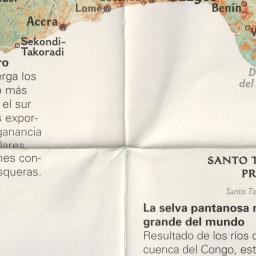 Lomé
Benín
Accra
Sekondi-
Takoradi
ro
erga los
o más
el sur
s expor-
ganancia
lares,
nes con-
squeras.
D
del
SANTO T
PR
Santo To
La selva pantanosa m
grande del mundo
Resultado de los ríos d
cuenca del Congo, est